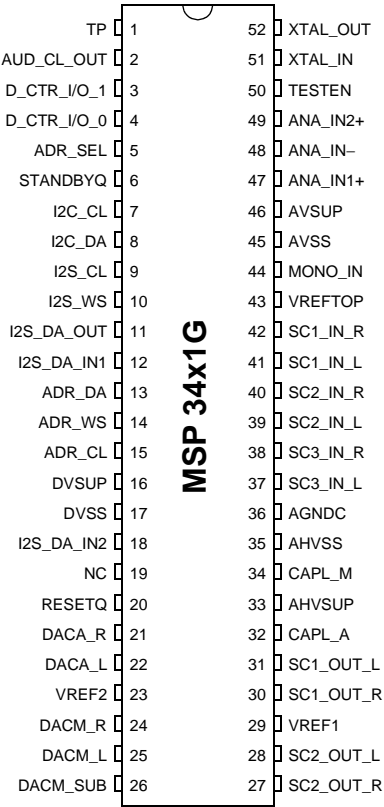 TP 1 52 XTAL_OUT
AUD_CL_OUT 2 51 XTAL_IN
D_CTR_I/O_1 3 50 TESTEN
D_CTR_I/O_0 4 49 ANA_IN2+
ADR_SEL 5 48 ANA_IN−
STANDBYQ 6 47 ANA_IN1+
I2C_CL 7 46 AVSUP
I2C_DA 8 45 AVSS
I2S_CL 9 44 MONO_IN
I2S_WS 10 43 VREFTOP
I2S_DA_OUT 11 42 SC1_IN_R
I2S_DA_IN1 12 41 SC1_IN_L
ADR_DA 13 40 SC2_IN_R
ADR_WS 14 39 SC2_IN_L
ADR_CL 15 38 SC3_IN_R
DVSUP 16 37 SC3_IN_L
DVSS 17 36 AGNDC
I2S_DA_IN2 18 35 AHVSS
NC 19 34 CAPL_M
RESETQ 20 33 AHVSUP
DACA_R 21 32 CAPL_A
DACA_L 22 31 SC1_OUT_L
VREF2 23 30 SC1_OUT_R
DACM_R 24 29 VREF1
DACM_L 25 28 SC2_OUT_L
DACM_SUB 26 27 SC2_OUT_R
MSP 34x1G